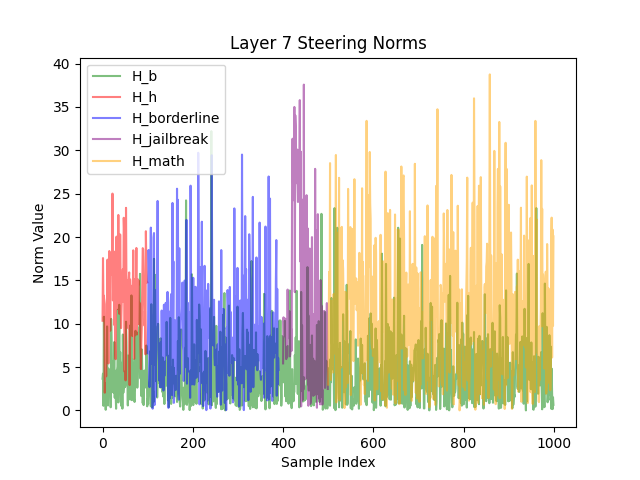 Layer 7 Steering Norms
40
35
30
25
20
15
10
5
0
Norm Value
H_b
H_h
H_borderline
H_jailbreak
H_math
0
200
400
600
800
1000
Sample Index